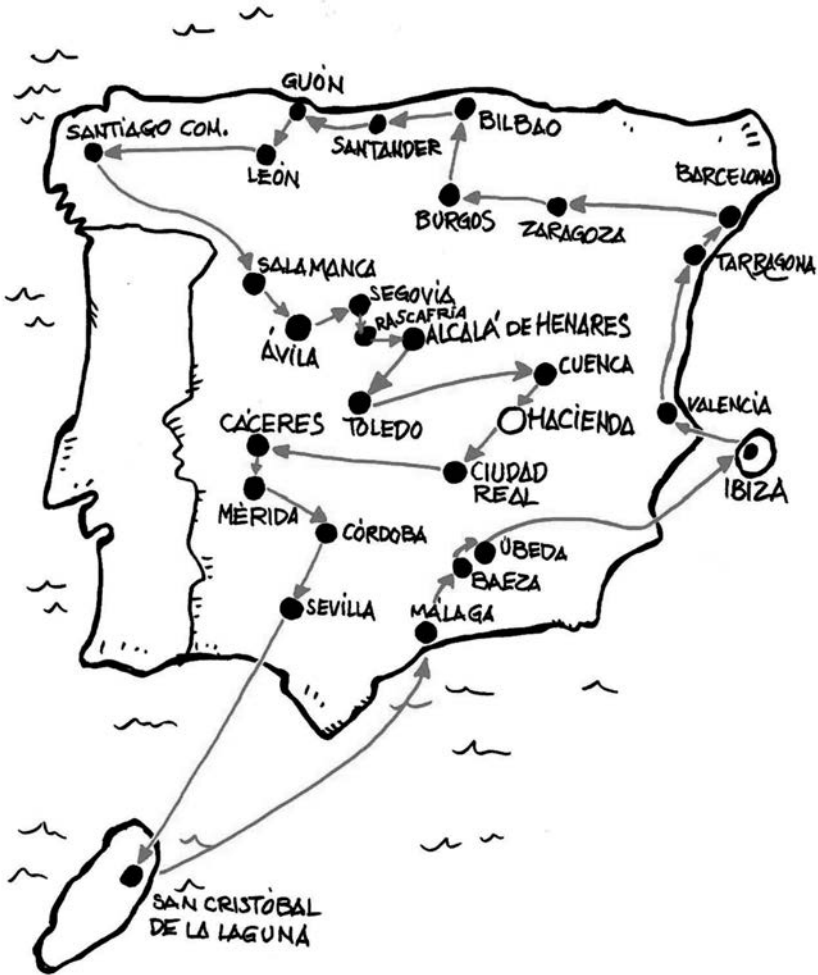 GIJÓN
SANTIAGO COM.
BILBAO
SANTANDER
LEÓN
BARCELONA
BURGOS
ZARAGOZA
TARRAGONA
SALAMANCA
SEGOVIA
RASCAFRÍA
ALCALÁ DE HENARES
ÁVILA
CUENCA
TOLEDO
HACIENDA
VALENCIA
CÁCERES
CIUDAD
REAL
IBIZA
MÈRIDA
CÓRDOBA
ÚBEDA
BAEZA
SEVILLA
MÁLAGA
SAN CRISTÓBAL
DE LA LAGUNA